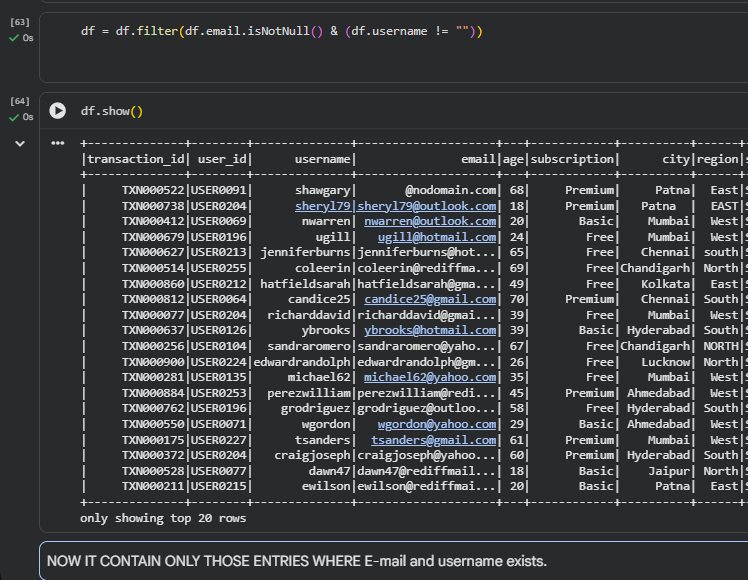 [63]
0s
df = df.filter(df.email.isNotNull() & (df.username != ""))
[64]
0s
df.show()
+--------------+--------+---------------+--------------------+---+------------+----------+------+-
|transaction_id| user_id|       username|               email|age|subscription|      city|region|s
+--------------+--------+---------------+--------------------+---+------------+----------+------+-
|     TXN000522|USER0091|       shawgary|       @nodomain.com| 68|     Premium|     Patna|  East|S
|     TXN000738|USER0204|       sheryl79|sheryl79@outlook.com| 18|     Premium|   Patna  |  EAST|S
|     TXN000412|USER0069|        nwarren| nwarren@outlook.com| 20|       Basic|    Mumbai|  West|S
|     TXN000679|USER0196|          ugill|   ugill@hotmail.com| 24|        Free|    Mumbai|  West|S
|     TXN000627|USER0213| jenniferburns|jenniferburns@hot...| 65|        Free|   Chennai| south|S
|     TXN000514|USER0255|       coleerin|coleerin@rediffma...| 69|        Free|Chandigarh| North|S
|     TXN000860|USER0212| hatfieldsarah|hatfieldsarah@gma...| 49|        Free|   Kolkata|  East|S
|     TXN000812|USER0064|      candice25| candice25@gmail.com| 70|     Premium|   Chennai| South|S
|     TXN000077|USER0204|   richarddavid|richarddavid@gmai...| 39|        Free|    Mumbai|  West|S
|     TXN000637|USER0126|        ybrooks| ybrooks@hotmail.com| 39|       Basic| Hyderabad| South|S
|     TXN000256|USER0104|  sandraromero|sandraromero@yaho...| 67|        Free|Chandigarh| NORTH|S
|     TXN000900|USER0224|edwardrandolph|edwardrandolph@gm...| 26|        Free|   Lucknow| North|S
|     TXN000281|USER0135|      michael62| michael62@yahoo.com| 35|        Free|    Mumbai|  West|S
|     TXN000884|USER0253|  perezwilliam|perezwilliam@redi...| 45|     Premium| Ahmedabad|  West|S
|     TXN000762|USER0196|     grodriguez|grodriguez@outloo...| 58|        Free| Hyderabad| South|S
|     TXN000550|USER0071|        wgordon|   wgordon@yahoo.com| 29|       Basic| Ahmedabad|  West|S
|     TXN000175|USER0227|       tsanders|  tsanders@gmail.com| 61|     Premium|    Mumbai|  West|S
|     TXN000372|USER0204|   craigjoseph|craigjoseph@yahoo...| 60|     Premium| Hyderabad| South|S
|     TXN000528|USER0077|         dawn47|dawn47@rediffmail...| 18|       Basic|    Jaipur| North|S
|     TXN000211|USER0215|        ewilson|ewilson@rediffmai...| 20|       Basic|     Patna|  East|S
+--------------+--------+---------------+--------------------+---+------------+----------+------+-
only showing top 20 rows
NOW IT CONTAIN ONLY THOSE ENTRIES WHERE E-mail and username exists.